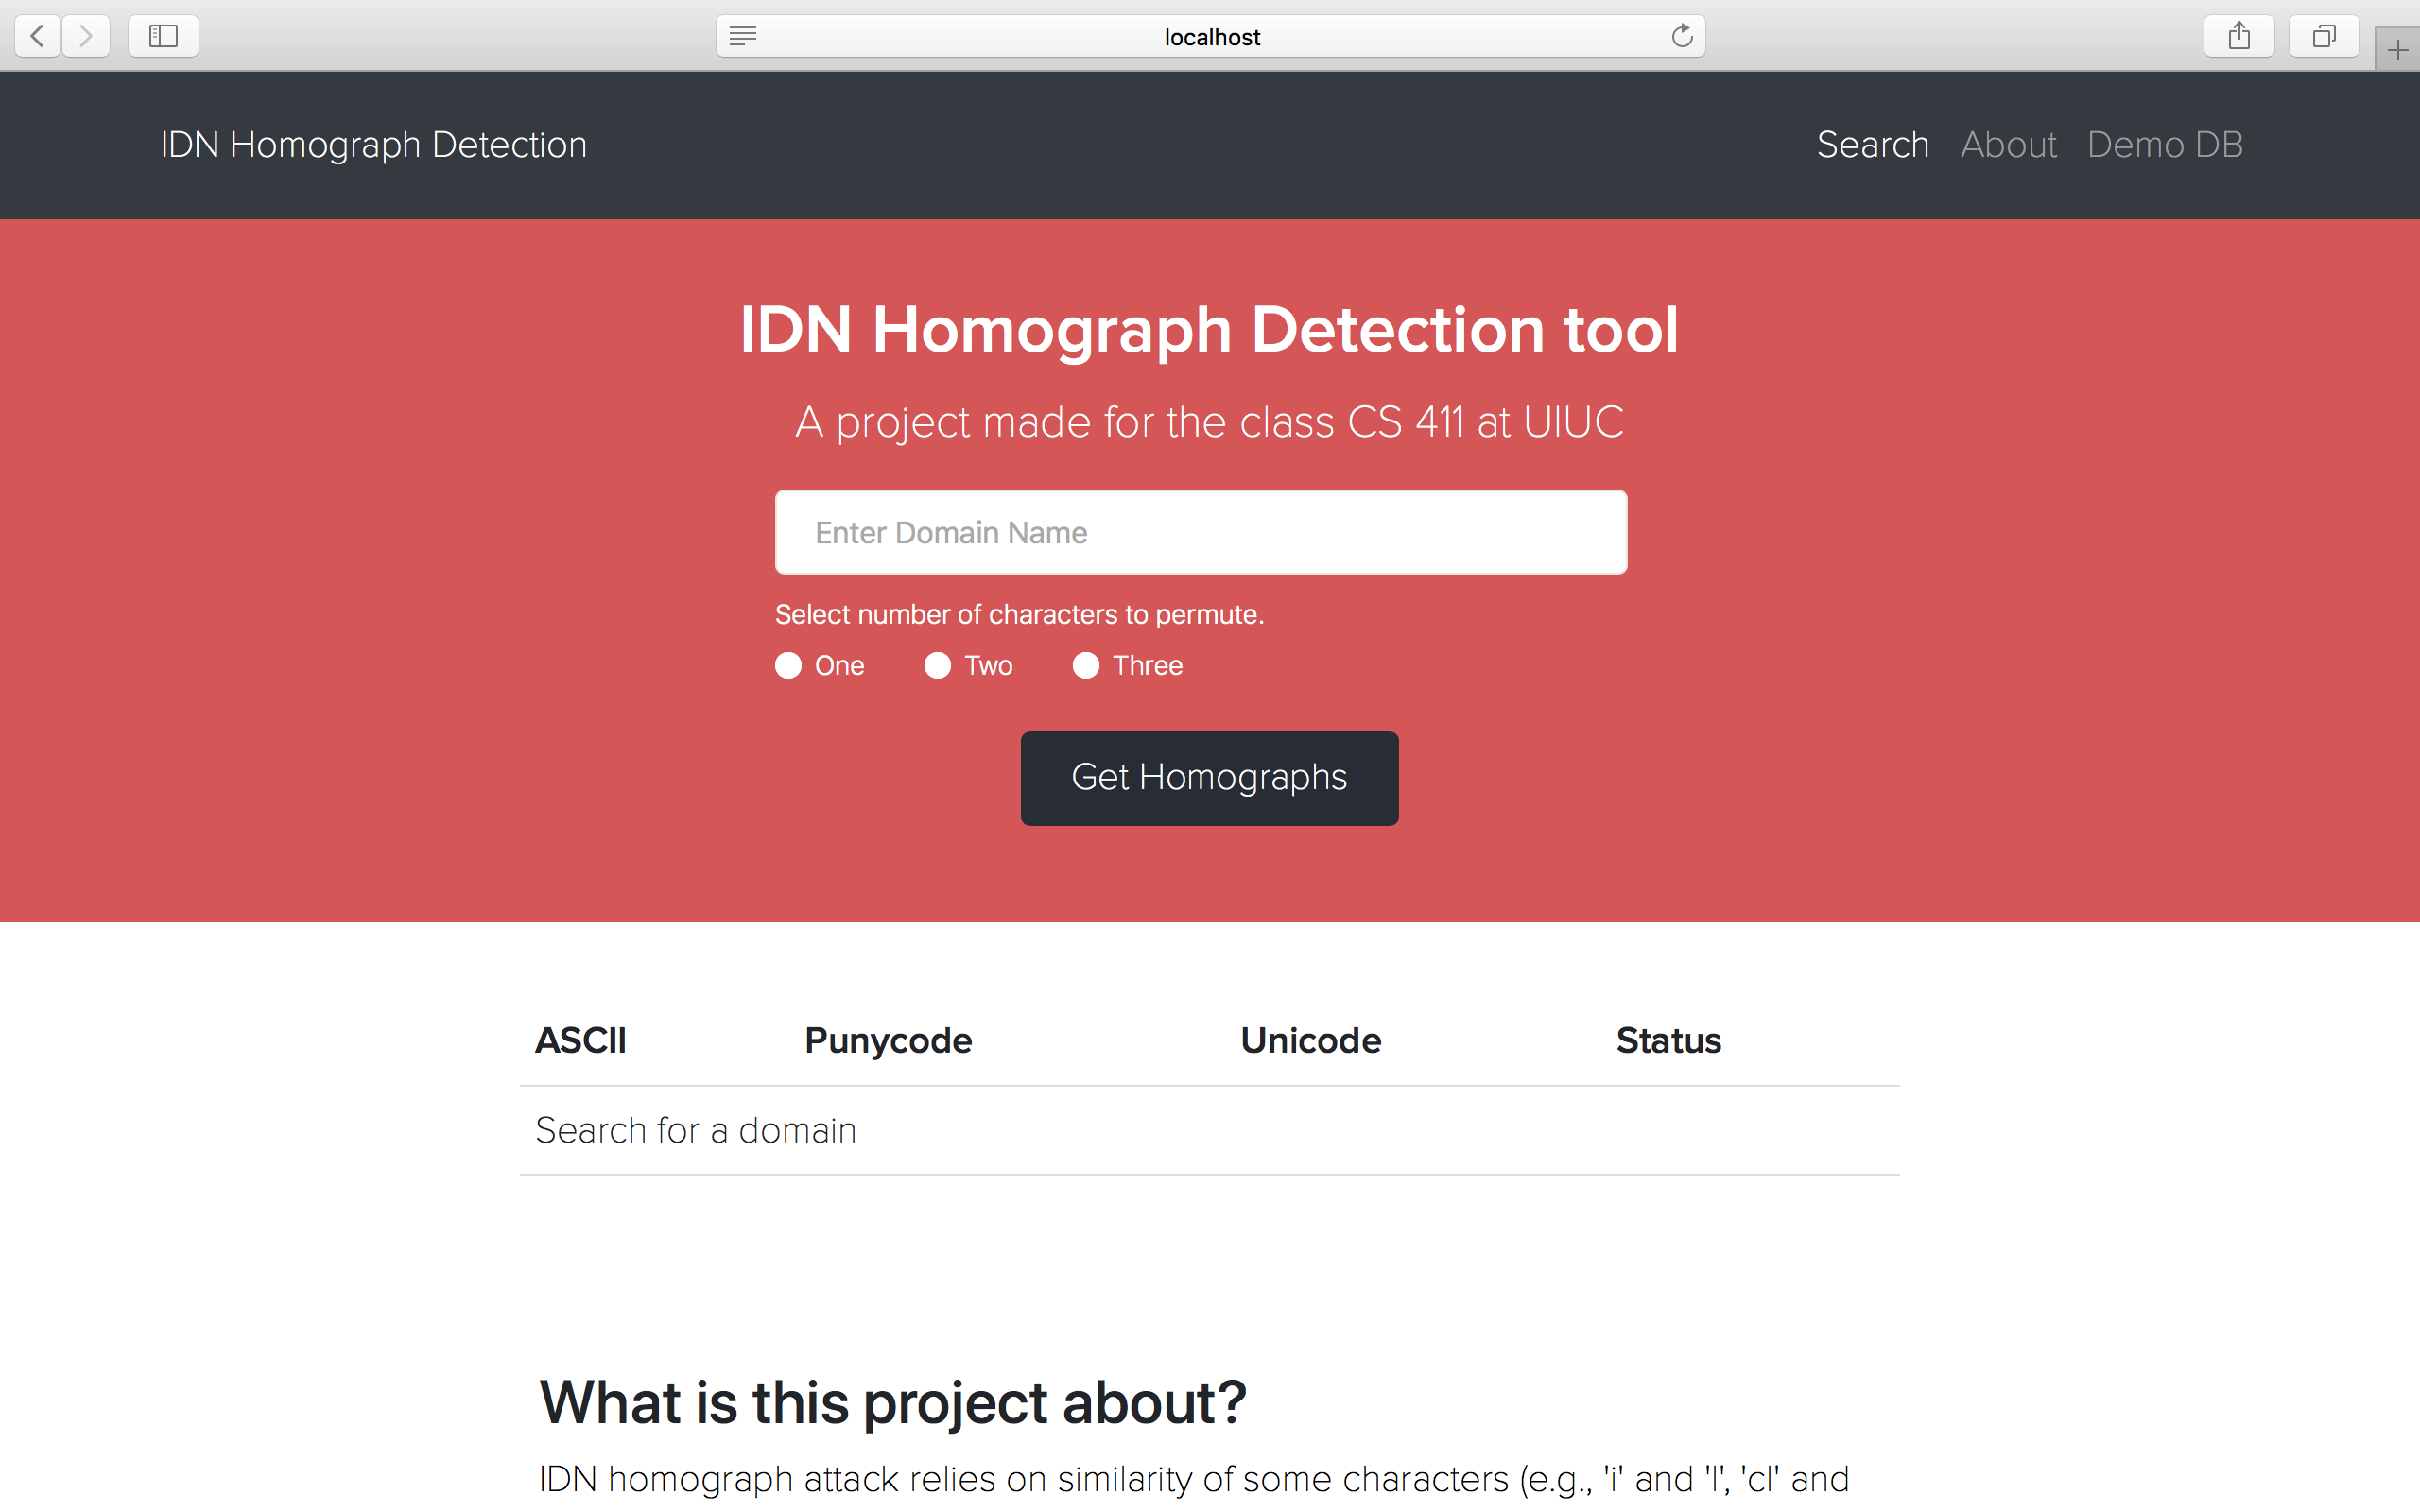 localhost
IDN Homograph Detection
Search About Demo DB
IDN Homograph Detection tool
A project made for the class CS 411 at UIUC
Enter Domain Name
Select number of characters to permute.
One Two Three
Get Homographs
ASCII Punycode Unicode Status
Search for a domain
What is this project about?
IDN homograph attack relies on similarity of some characters (e.g., 'i' and 'l', 'cl' and